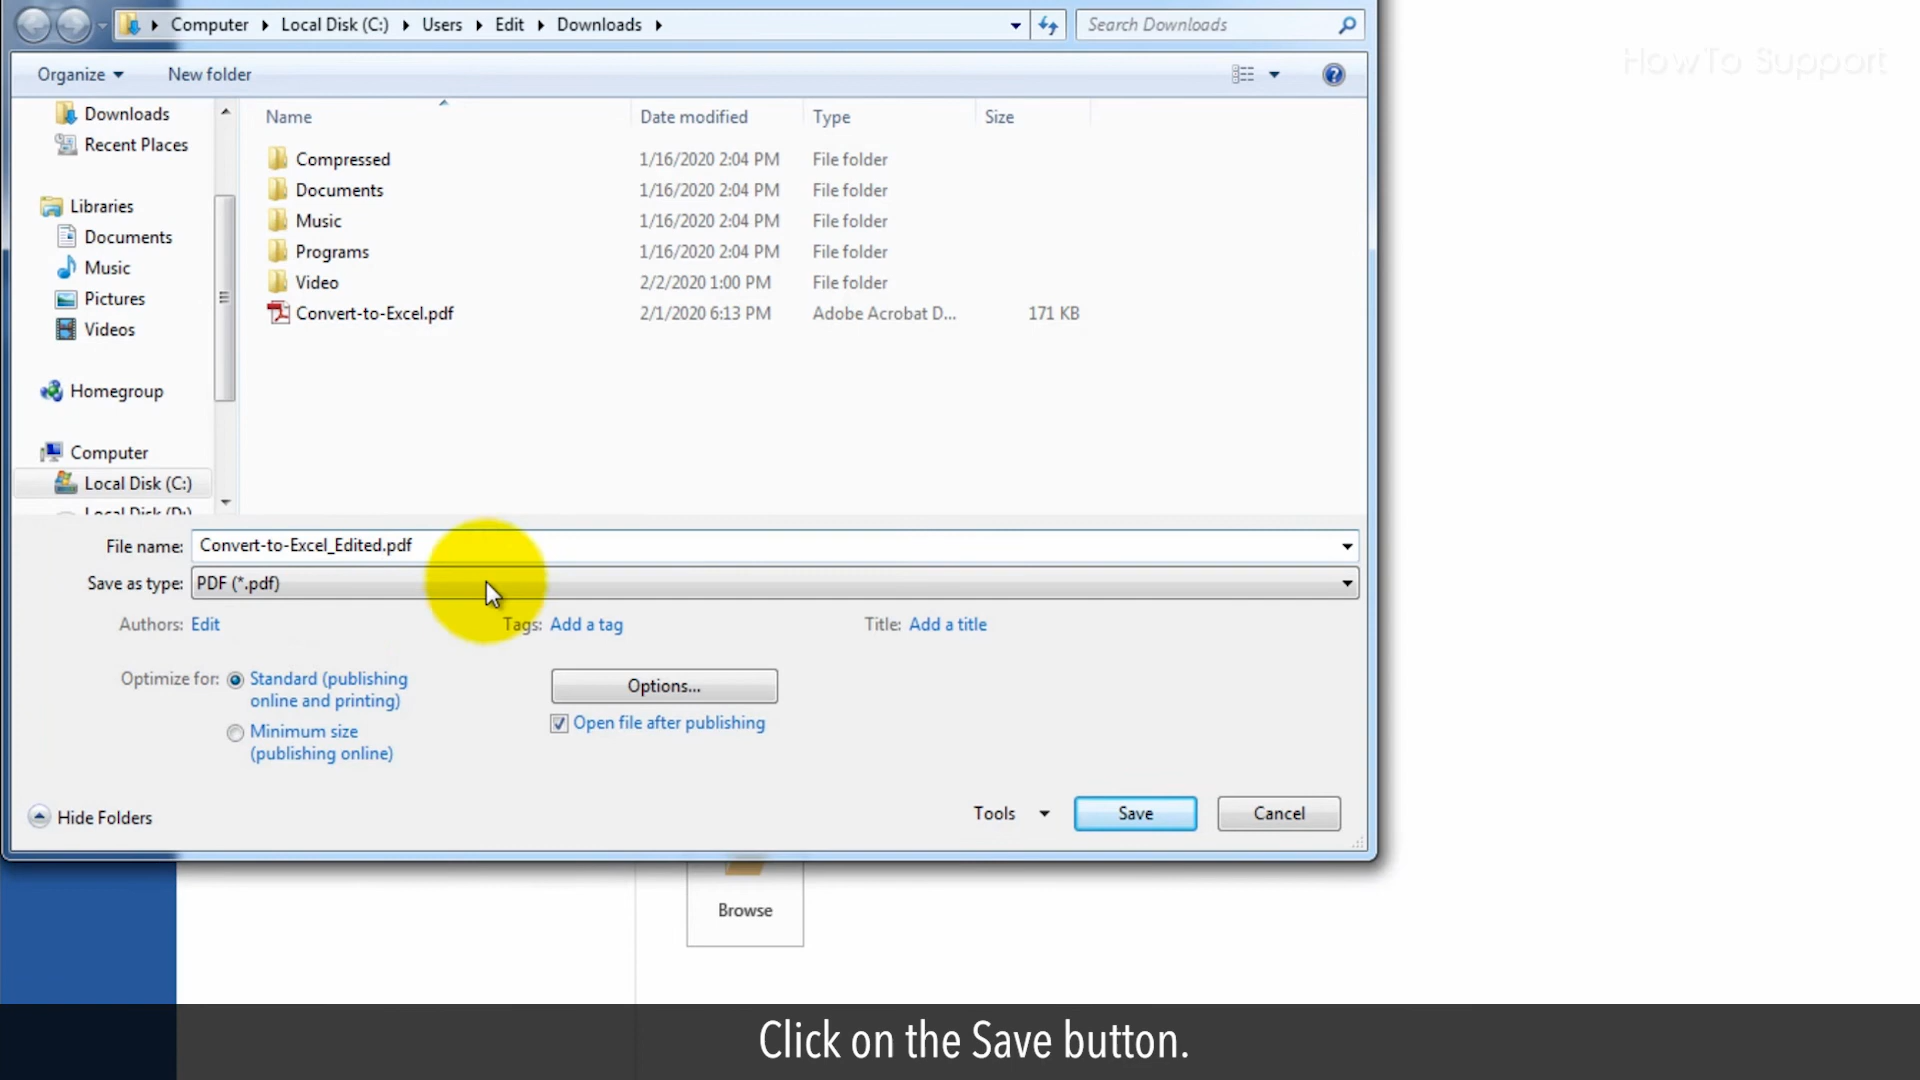 Computer Local Disk (C:) Users Edit Downloads Search Downloads
HowTo Support
Organize New folder
Downloads
Recent Places
Libraries
Documents
Music
Pictures
Videos
Homegroup
Computer
Local Disk (C:)
Local Disk (D:)
Name Date modified Type Size
Compressed 1/16/2020 2:04 PM File folder
Documents 1/16/2020 2:04 PM File folder
Music 1/16/2020 2:04 PM File folder
Programs 1/16/2020 2:04 PM File folder
Video 2/2/2020 1:00 PM File folder
Convert-to-Excel.pdf 2/1/2020 6:13 PM Adobe Acrobat D... 171 KB
File name: Convert-to-Excel_Edited.pdf
Save as type: PDF (*.pdf)
Authors: Edit Tags: Add a tag Title: Add a title
Optimize for: Standard (publishing
online and printing)
Minimum size
(publishing online)
Options...
Open file after publishing
Hide Folders Tools Save Cancel
Browse
Click on the Save button.